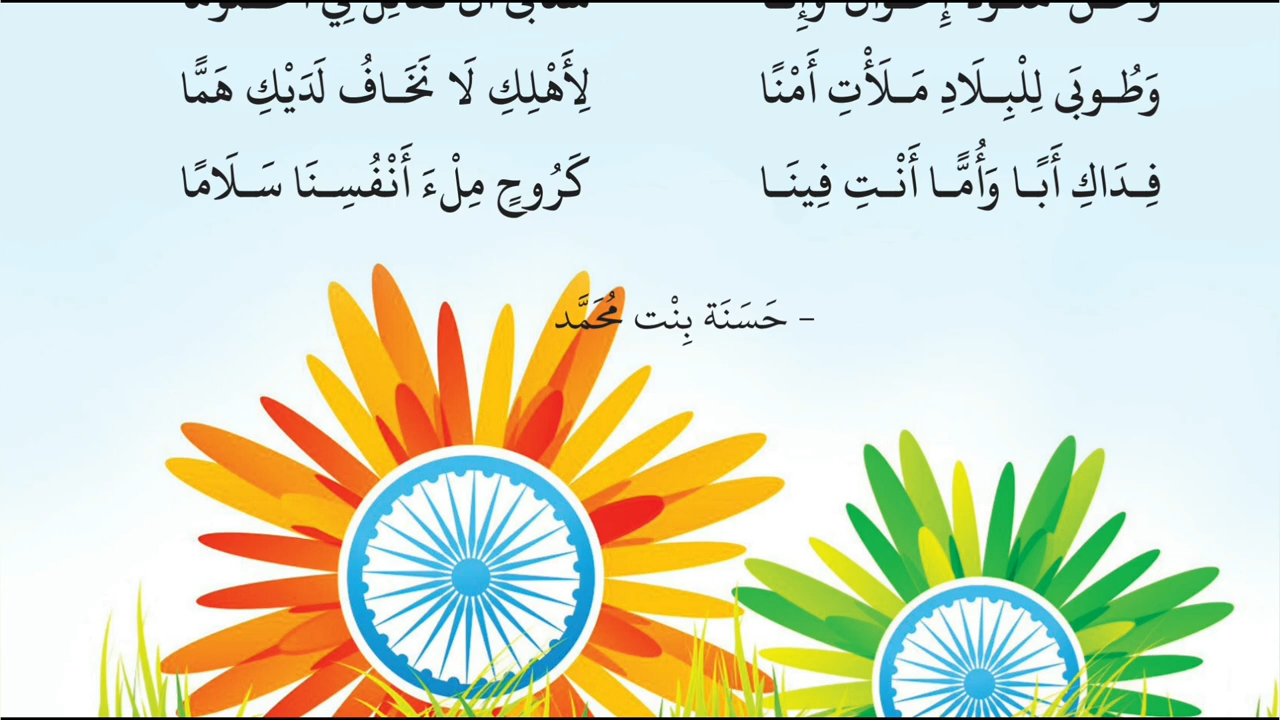 وَطُوبَى لِلْبِلَادِ مَلَأْتِ أَمْنًا لِأَهْلِكِ لَا نَخَافُ لَدَيْكِ هَمًّا
فِدَاكِ أَبًا وَأُمًّا أَنْتِ فِينَا كَرُوحٍ مِلْءَ أَنْفُسِنَا سَلَامًا
– حَسَنَة بِنْت مُحَمَّد